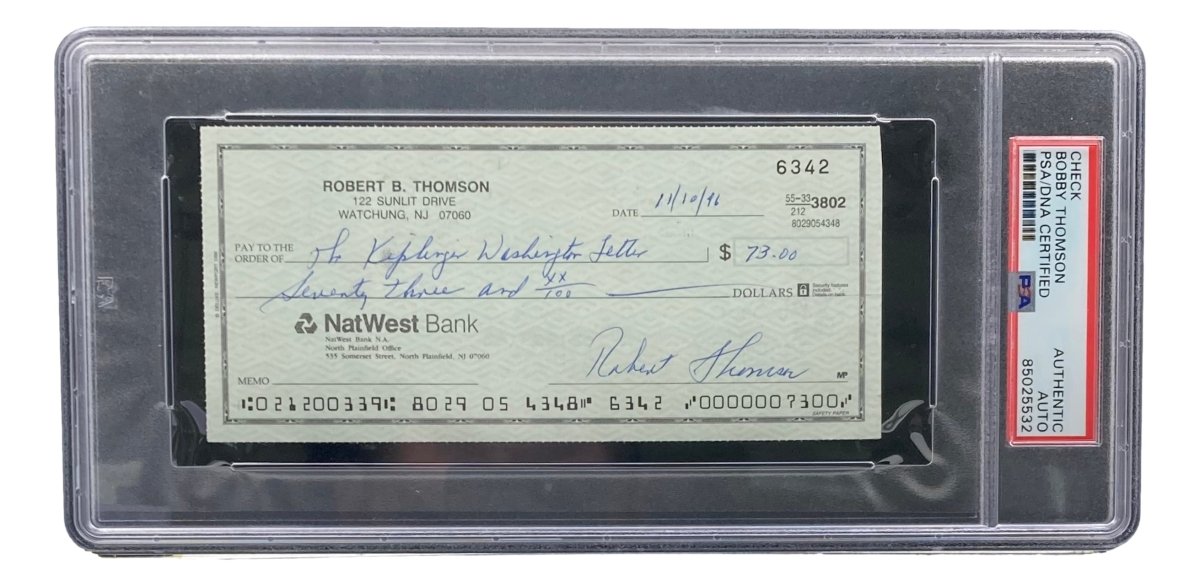 6342
ROBERT B. THOMSON
122 SUNLIT DRIVE
WATCHUNG, NJ 07060
DATE 11/10/96
55-33 3802
212
8029054348
PAY TO THE
ORDER OF The Kiplinger Washington Letter $ 73.00
Seventy three and xx/100 DOLLARS
Security features
included.
Details on back.
NatWest Bank
NatWest Bank N.A.
North Plainfield Office
535 Somerset Street, North Plainfield, NJ 07060
Robert Thomson
MP
MEMO
⑆021200339⑆ 8029 05 4348⑈ 6342 ⑈0000007300⑈
SAFETY PAPER
CHECK
BOBBY THOMSON
PSA/DNA CERTIFIED
PSA
AUTHENTIC
AUTO
85025532